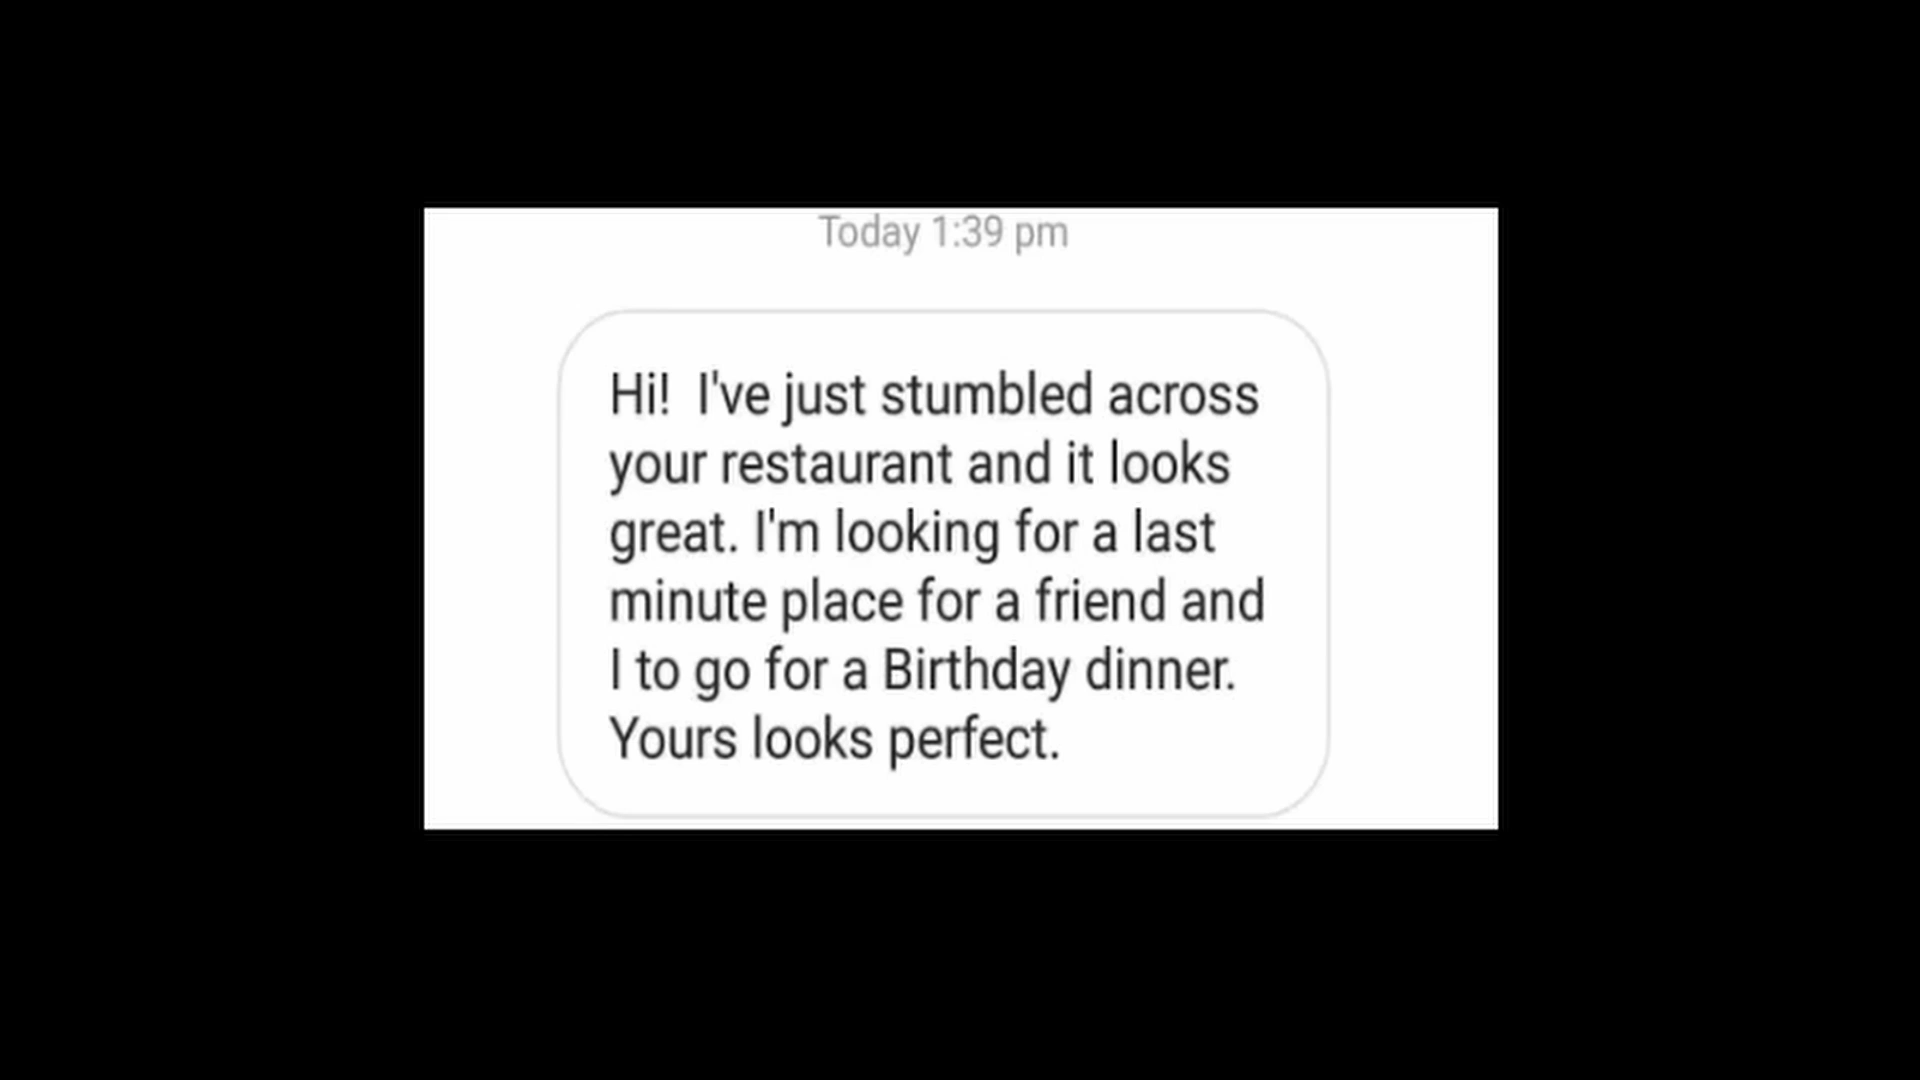 Today 1:39 pm
Hi!  I've just stumbled across
your restaurant and it looks
great. I'm looking for a last
minute place for a friend and
I to go for a Birthday dinner.
Yours looks perfect.